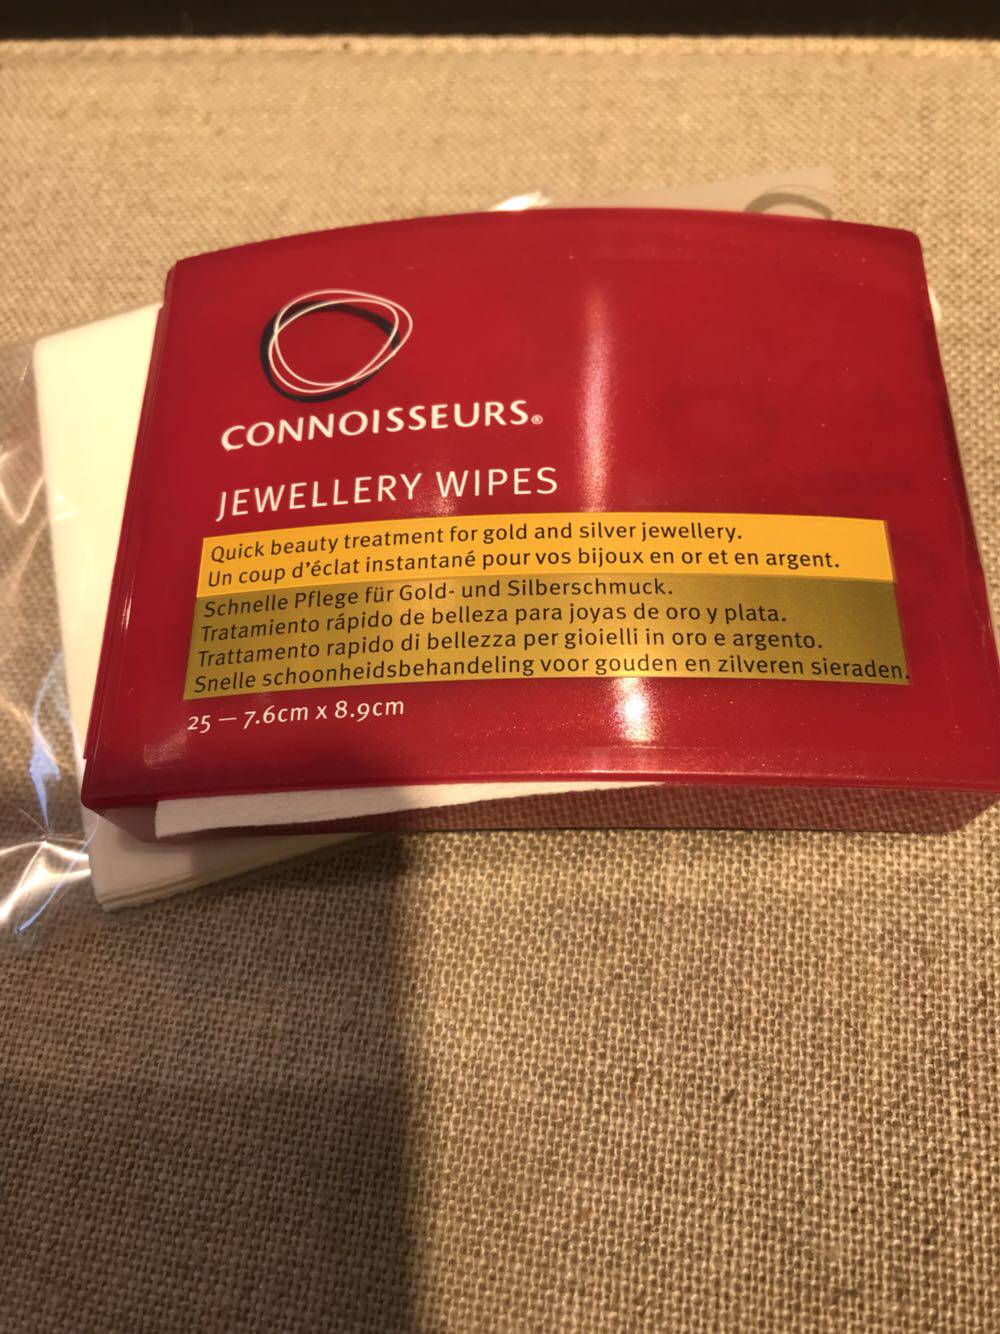 CONNOISSEURS®
JEWELLERY WIPES
Quick beauty treatment for gold and silver jewellery.
Un coup d'éclat instantané pour vos bijoux en or et en argent.
Schnelle Pflege für Gold- und Silberschmuck.
Tratamiento rápido de belleza para joyas de oro y plata.
Trattamento rapido di bellezza per gioielli in oro e argento.
Snelle schoonheidsbehandeling voor gouden en zilveren sieraden.
25 – 7.6cm x 8.9cm